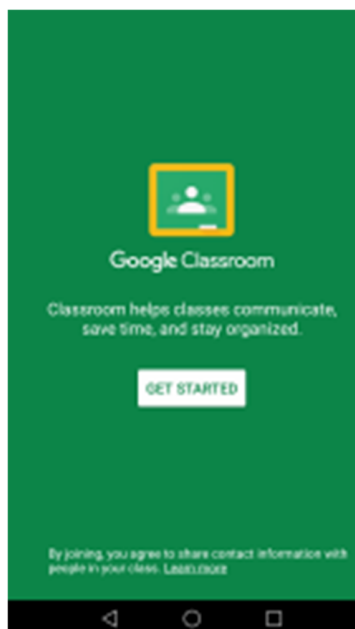 Google Classroom
Classroom helps classes communicate,
save time, and stay organized.
GET STARTED
By joining, you agree to share contact information with
people in your class. Learn more